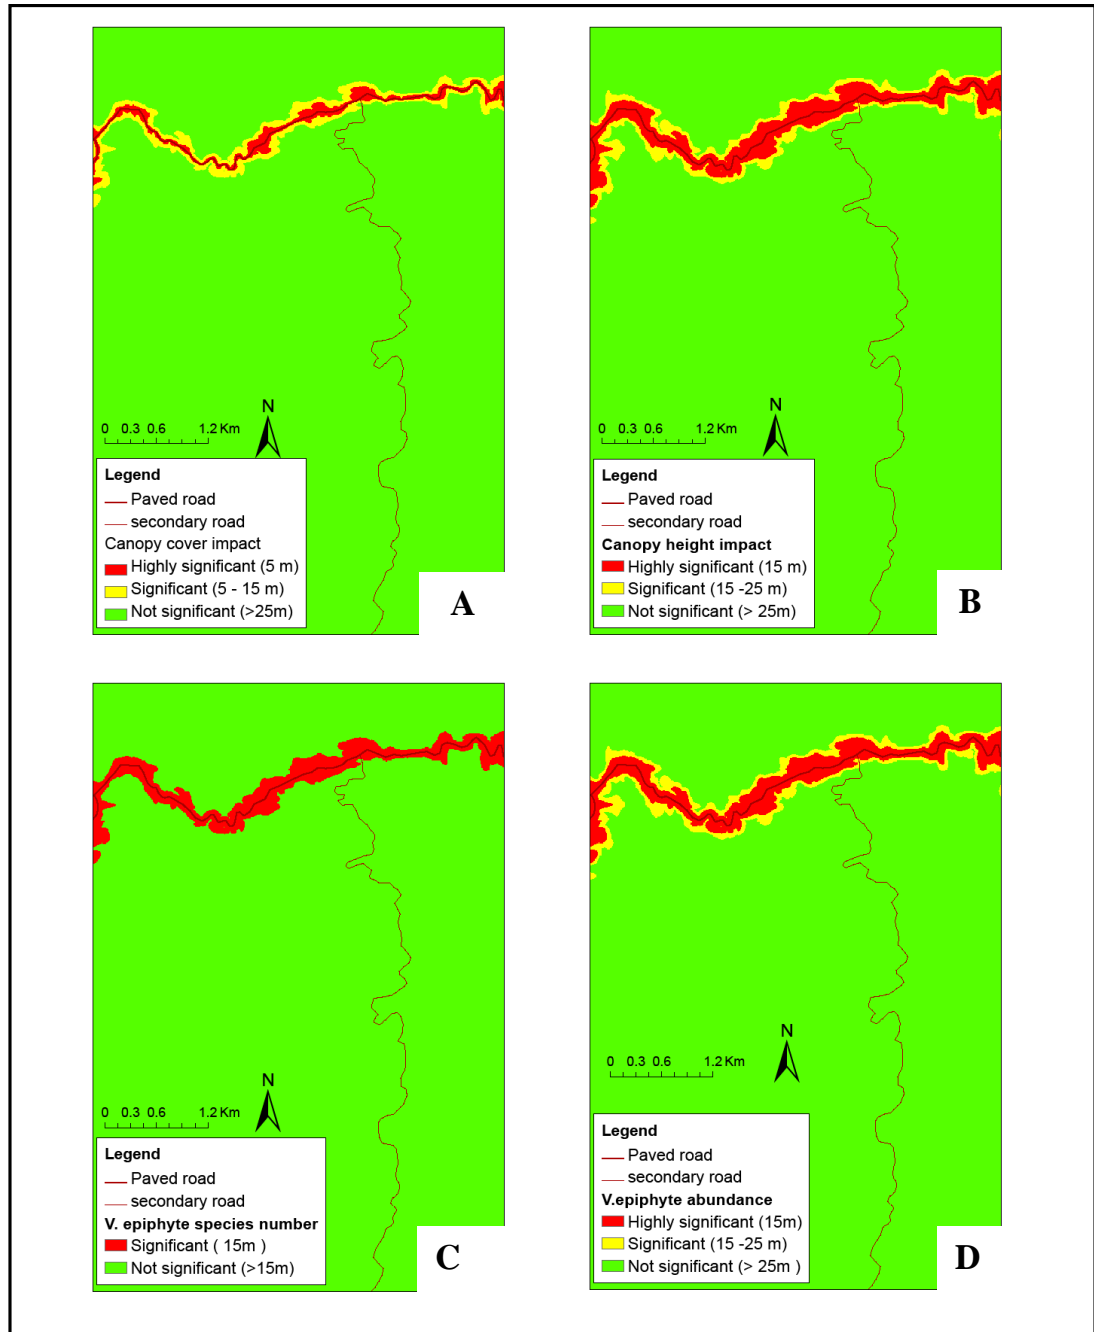 N
0 0.3 0.6 1.2 Km
Legend
Paved road
secondary road
Canopy cover impact
Highly significant (5 m)
Significant (5 - 15 m)
Not significant (>25m)
A
N
0 0.3 0.6 1.2 Km
Legend
Paved road
secondary road
Canopy height impact
Highly significant (15 m)
Significant (15 -25 m)
Not significant (> 25m)
B
N
0 0.3 0.6 1.2 Km
Legend
Paved road
secondary road
V. epiphyte species number
Significant ( 15m )
Not significant (>15m)
C
N
0 0.3 0.6 1.2 Km
Legend
Paved road
secondary road
V.epiphyte abundance
Highly significant (15m)
Significant (15 -25 m)
Not significant (> 25m )
D